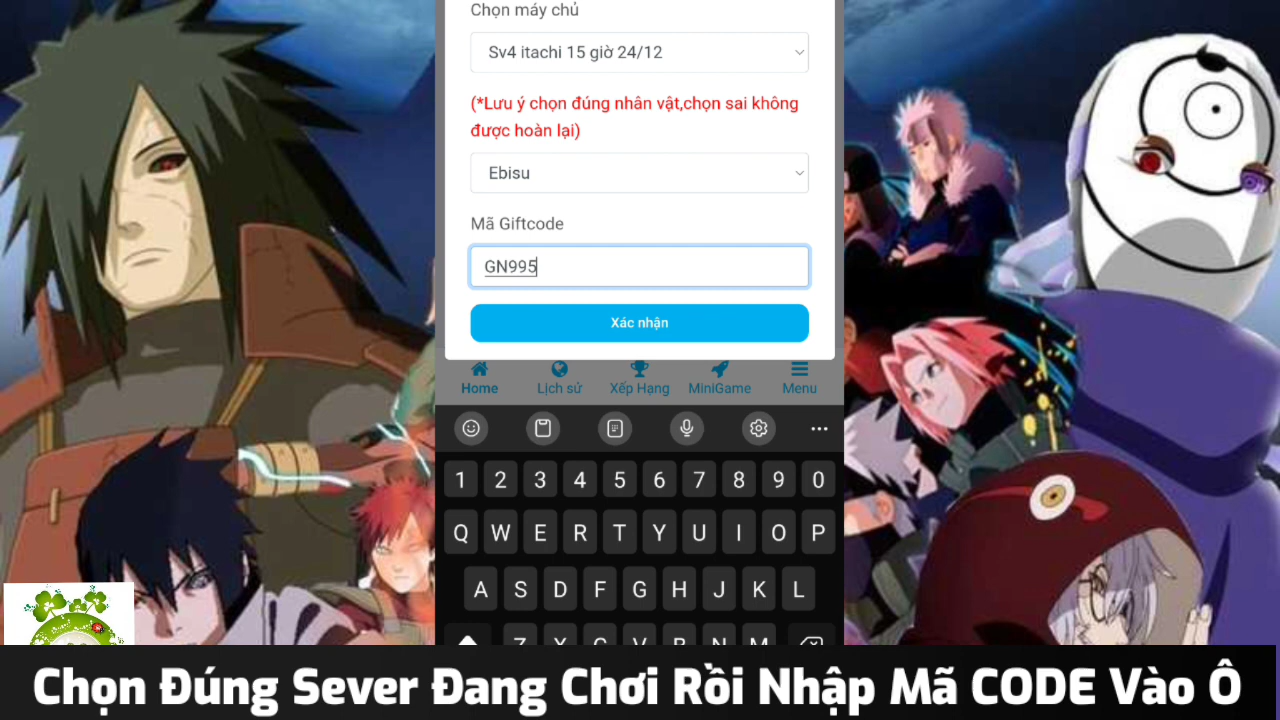 Chọn máy chủ
Sv4 itachi 15 giờ 24/12
(*Lưu ý chọn đúng nhân vật,chọn sai không
được hoàn lại)
Ebisu
Mã Giftcode
GN995
Xác nhận
Home Lịch sử Xếp Hạng MiniGame Menu
1 2 3 4 5 6 7 8 9 0
Q W E R T Y U I O P
A S D F G H J K L
Z X C V B N M
Chọn Đúng Sever Đang Chơi Rồi Nhập Mã CODE Vào Ô